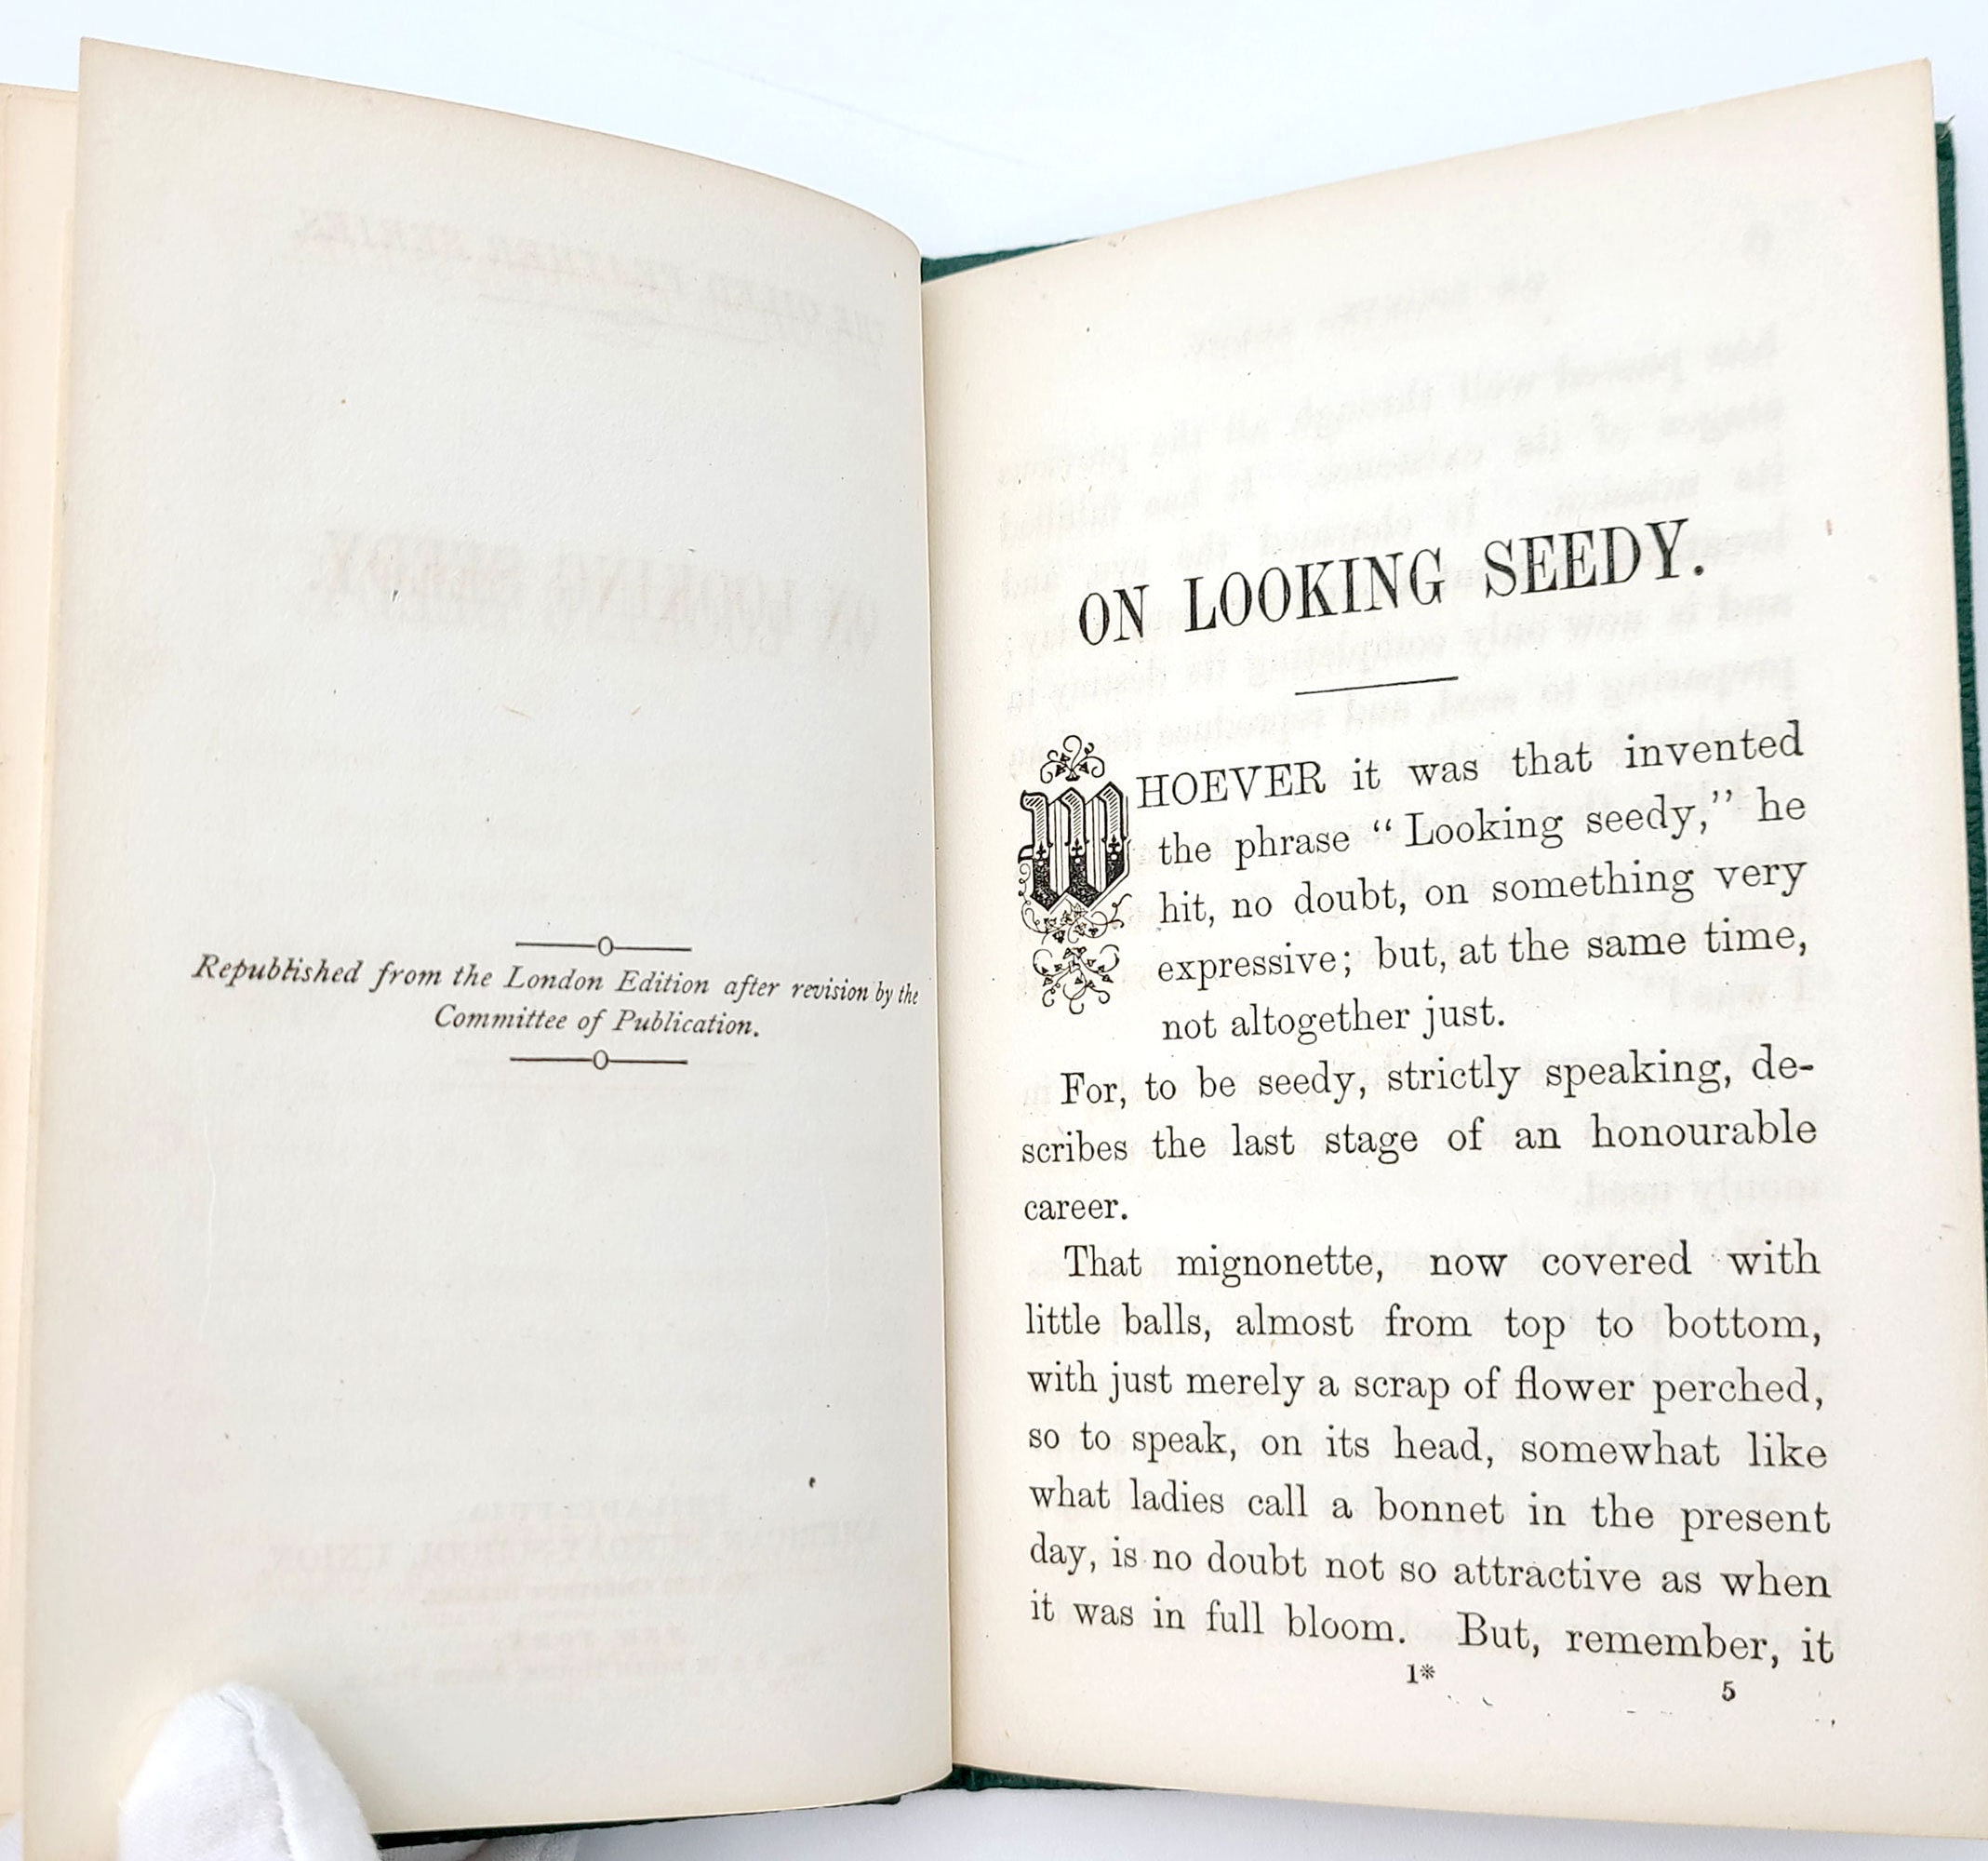 Republished from the London Edition after revision by the
Committee of Publication.
ON LOOKING SEEDY.
WHOEVER it was that invented
the phrase “Looking seedy,” he
hit, no doubt, on something very
expressive; but, at the same time,
not altogether just.
For, to be seedy, strictly speaking, de-
scribes the last stage of an honourable
career.
That mignonette, now covered with
little balls, almost from top to bottom,
with just merely a scrap of flower perched,
so to speak, on its head, somewhat like
what ladies call a bonnet in the present
day, is no doubt not so attractive as when
it was in full bloom. But, remember, it
1*
5